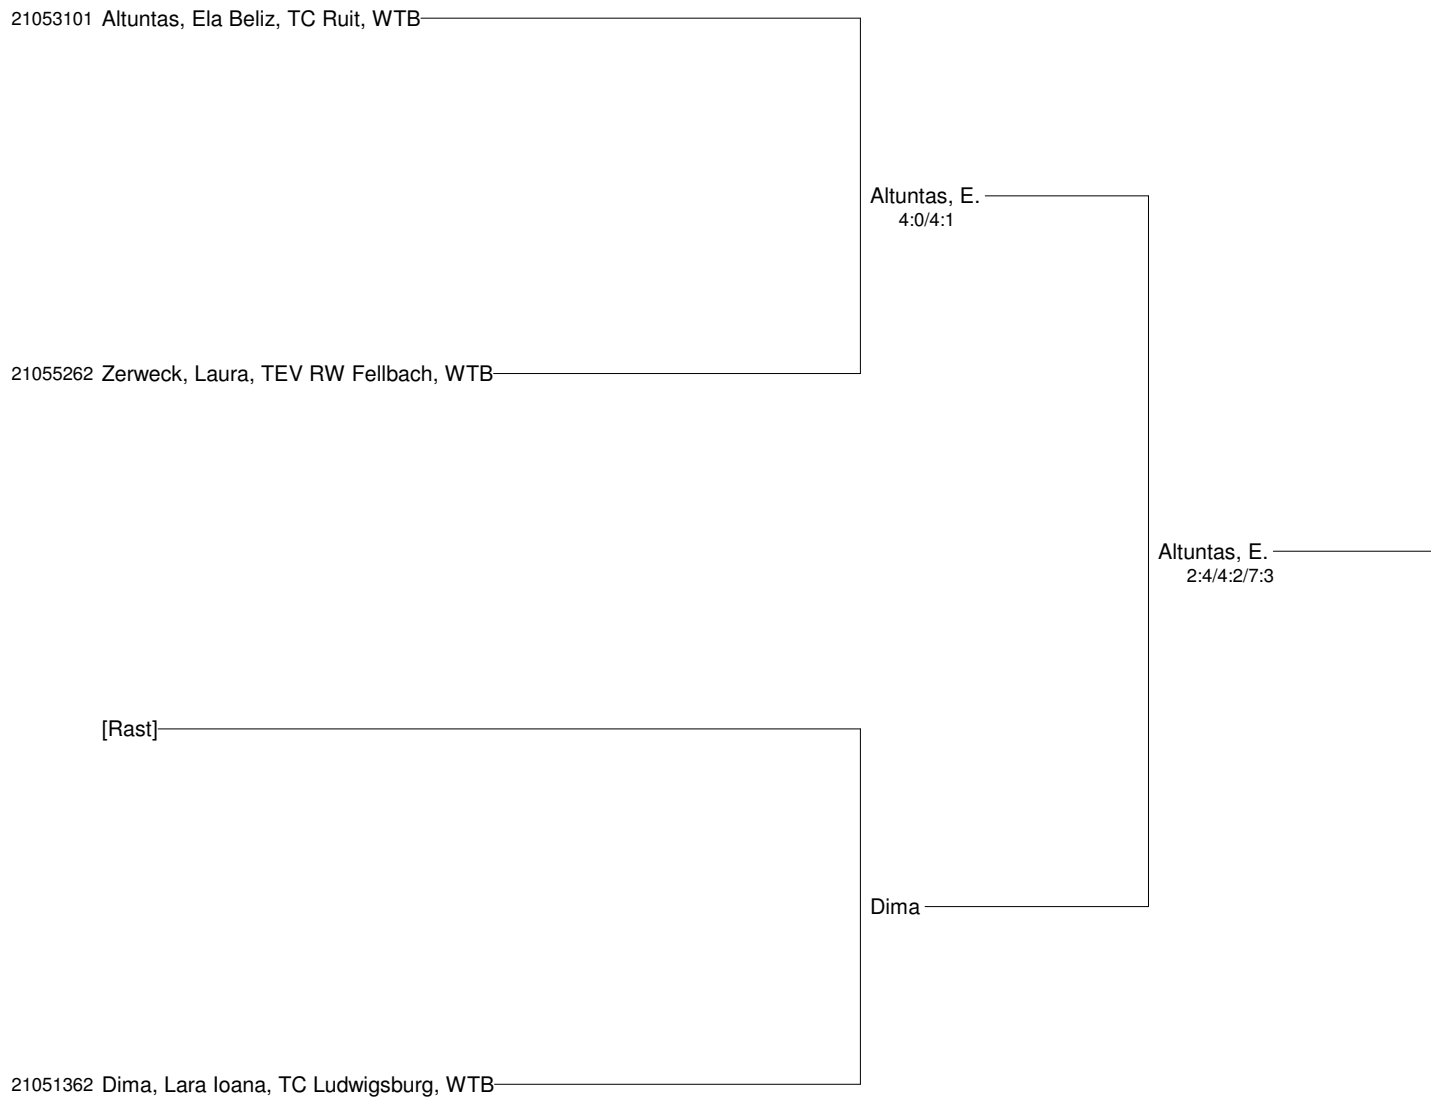 21053101 Altuntas, Ela Beliz, TC Ruit, WTB
Altuntas, E.
4:0/4:1
21055262 Zerweck, Laura, TEV RW Fellbach, WTB
Altuntas, E.
2:4/4:2/7:3
[Rast]
Dima
21051362 Dima, Lara Ioana, TC Ludwigsburg, WTB